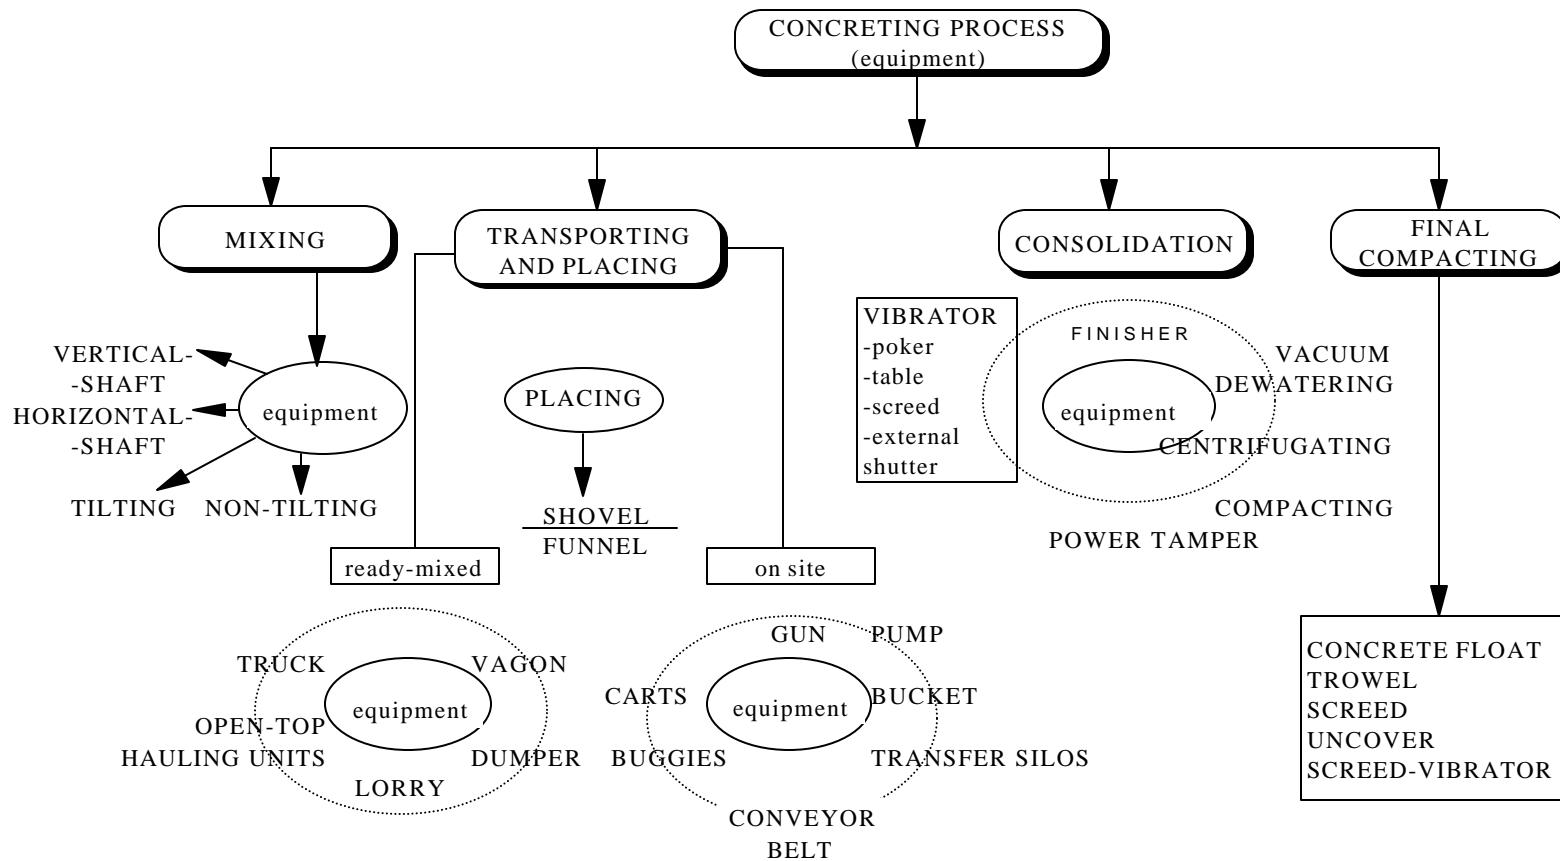 CONCRETING PROCESS
(equipment)
MIXING
TRANSPORTING
AND PLACING
CONSOLIDATION
FINAL
COMPACTING
VERTICAL-
-SHAFT
HORIZONTAL-
-SHAFT
TILTING
NON-TILTING
equipment
PLACING
SHOVEL
FUNNEL
VIBRATOR
-poker
-table
-screed
-external
shutter
FINISHER
equipment
VACUUM
DEWATERING
CENTRIFUGATING
COMPACTING
POWER TAMPER
ready-mixed
on site
TRUCK
VAGON
equipment
OPEN-TOP
HAULING UNITS
DUMPER
LORRY
GUN
PUMP
CARTS
BUCKET
equipment
BUGGIES
TRANSFER SILOS
CONVEYOR
BELT
CONCRETE FLOAT
TROWEL
SCREED
UNCOVER
SCREED-VIBRATOR